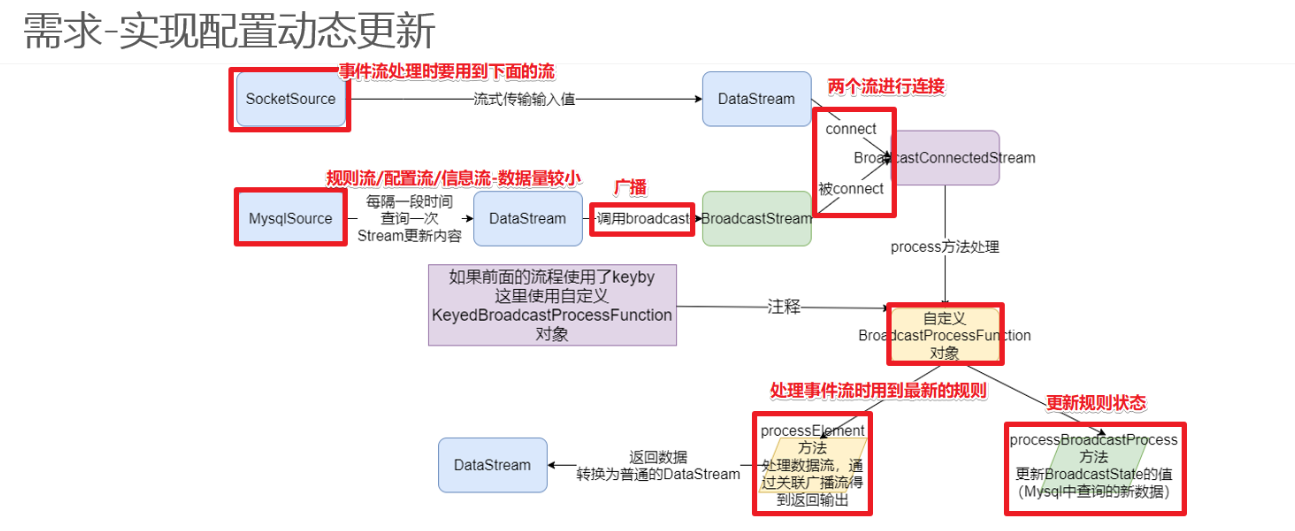 需求-实现配置动态更新
事件流处理时要用到下面的流
SocketSource
流式传输输入值
DataStream
两个流进行连接
connect
BroadcastConnectedStream
被connect
规则流/配置流/信息流-数据量较小
MysqlSource
每隔一段时间
查询一次
Stream更新内容
DataStream
广播
调用broadcast
BroadcastStream
process方法处理
如果前面的流程使用了keyby
这里使用自定义
KeyedBroadcastProcessFunction
对象
注释
自定义
BroadcastProcessFunction
对象
处理事件流时用到最新的规则
更新规则状态
processElement
方法
处理数据流，通
过关联广播流得
到返回输出
processBroadcastProcess
方法
更新BroadcastState的值
（Mysql中查询的新数据）
返回数据
转换为普通的DataStream
DataStream